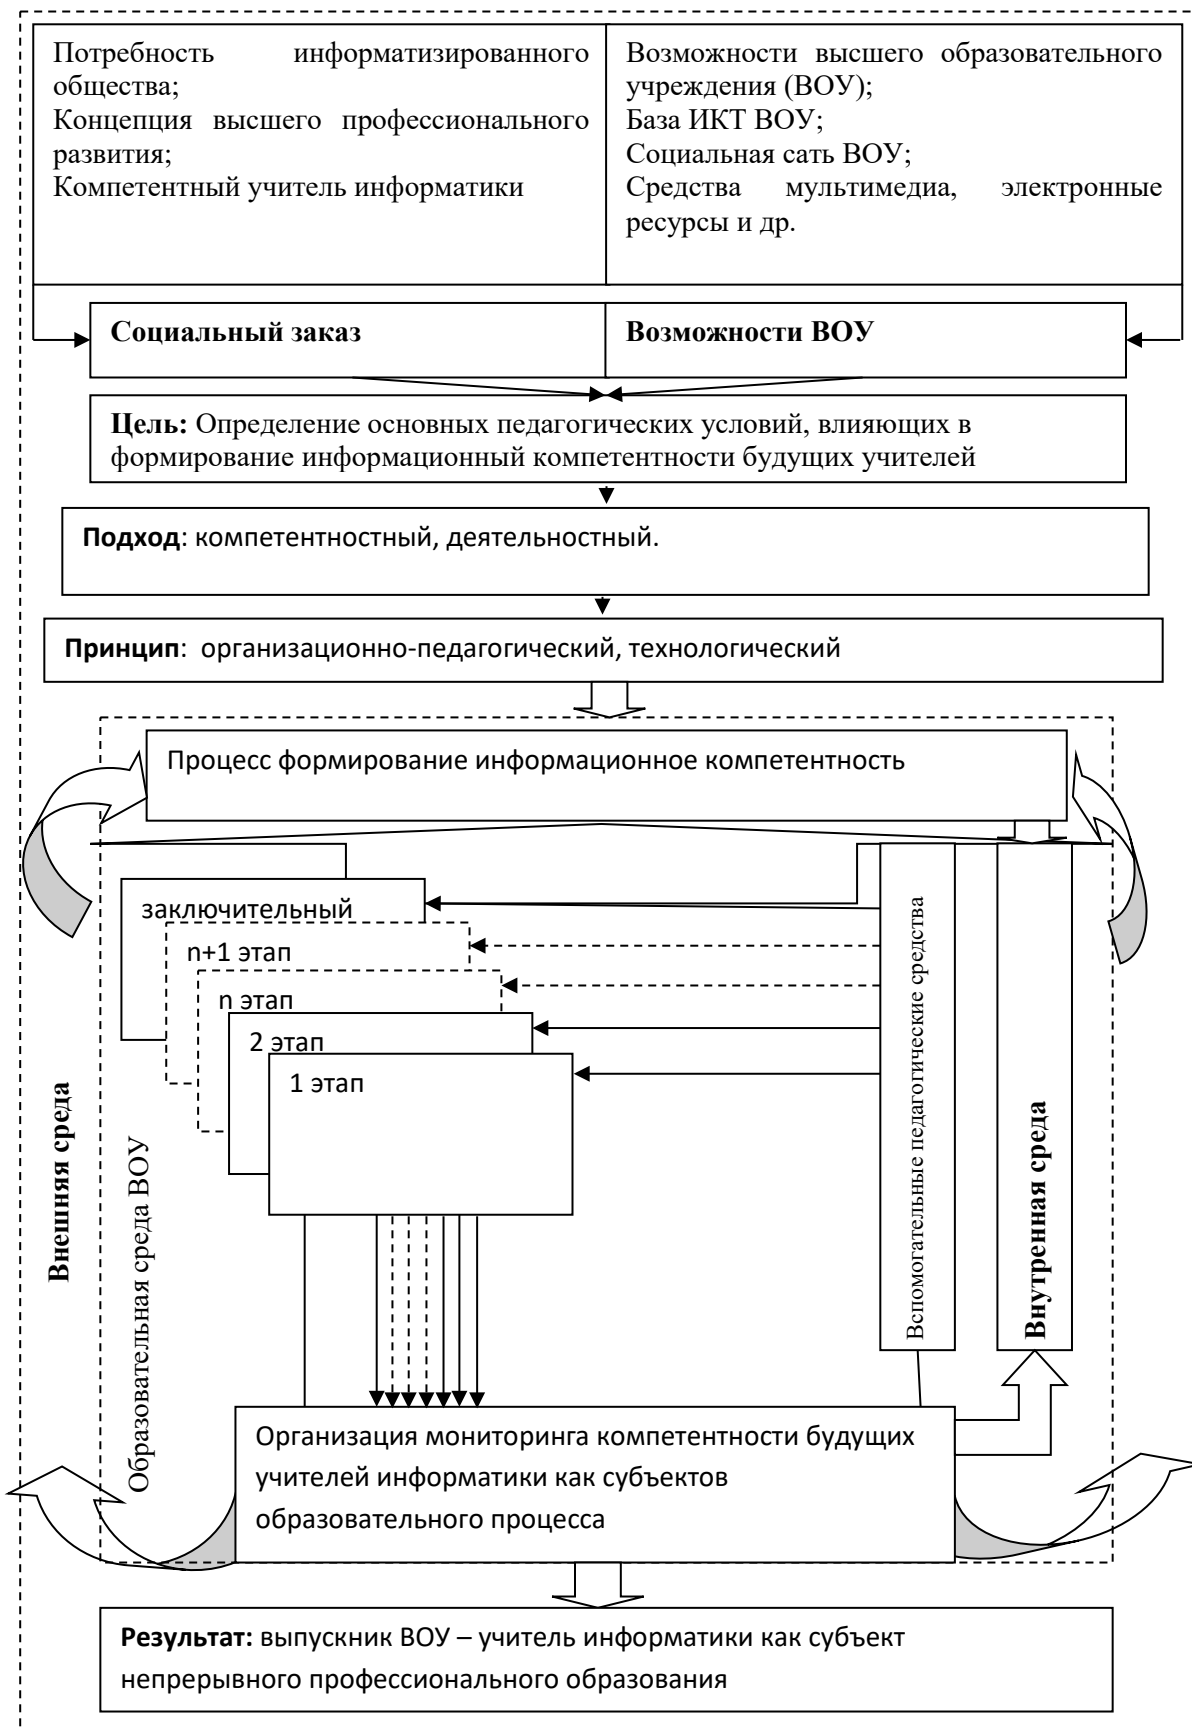 Потребность информатизированного
общества;
Концепция высшего профессионального
развития;
Компетентный учитель информатики
Возможности высшего образовательного
учреждения (ВОУ);
База ИКТ ВОУ;
Социальная сать ВОУ;
Средства мультимедиа, электронные
ресурсы и др.
Социальный заказ
Возможности ВОУ
Цель: Определение основных педагогических условий, влияющих в
формирование информационный компетентности будущих учителей
Подход: компетентностный, деятельностный.
Принцип: организационно-педагогический, технологический
Процесс формирование информационное компетентность
заключительный
n+1 этап
n этап
2 этап
1 этап
Внешняя среда
Образовательная среда ВОУ
Вспомогательные педагогические средства
Внутренная среда
Организация мониторинга компетентности будущих
учителей информатики как субъектов
образовательного процесса
Результат: выпускник ВОУ – учитель информатики как субъект
непрерывного профессионального образования